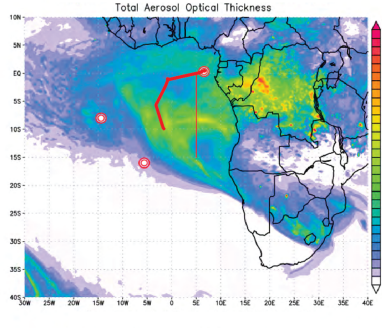 Total Aerosol Optical Thickness
10N
EQ
5S
10S
15S
20S
25S
30S
35S
40S
30W 25W 20W 15W 10W 5W 0 5E 10E 15E 20E 25E 30E 35E 40E